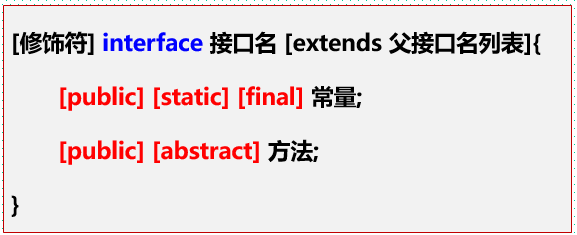 [修饰符] interface 接口名 [extends 父接口名列表]{
[public] [static] [final] 常量;
[public] [abstract] 方法;
}